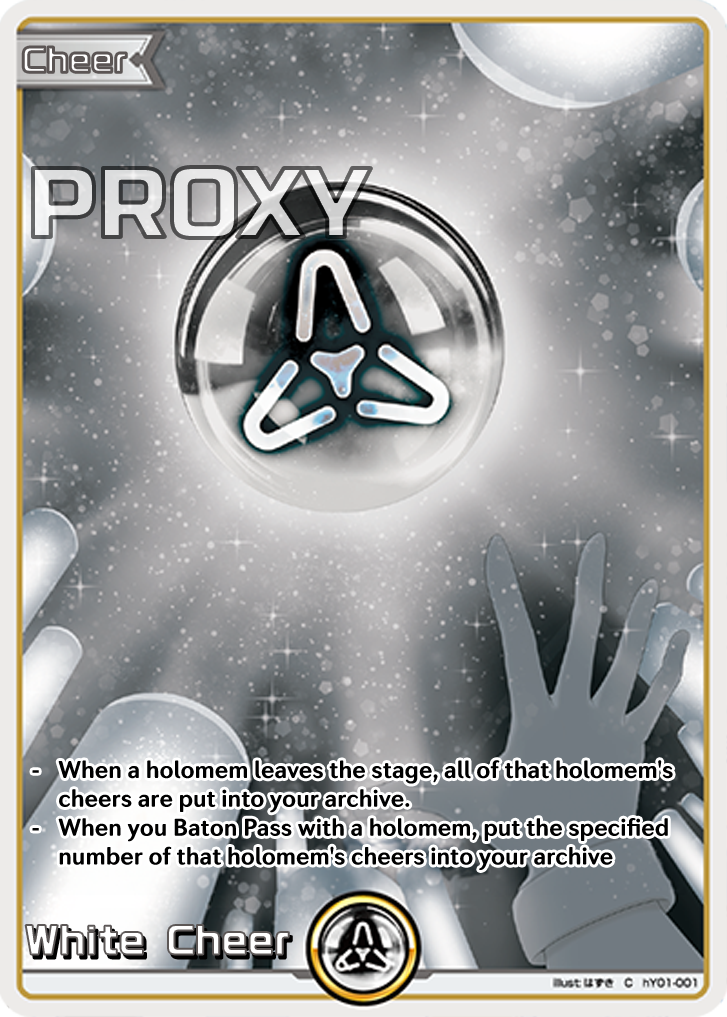 Cheer
PROXY
- When a holomem leaves the stage, all of that holomem's
cheers are put into your archive.
- When you Baton Pass with a holomem, put the specified
number of that holomem's cheers into your archive
White Cheer
illust: はずき C hY01-001